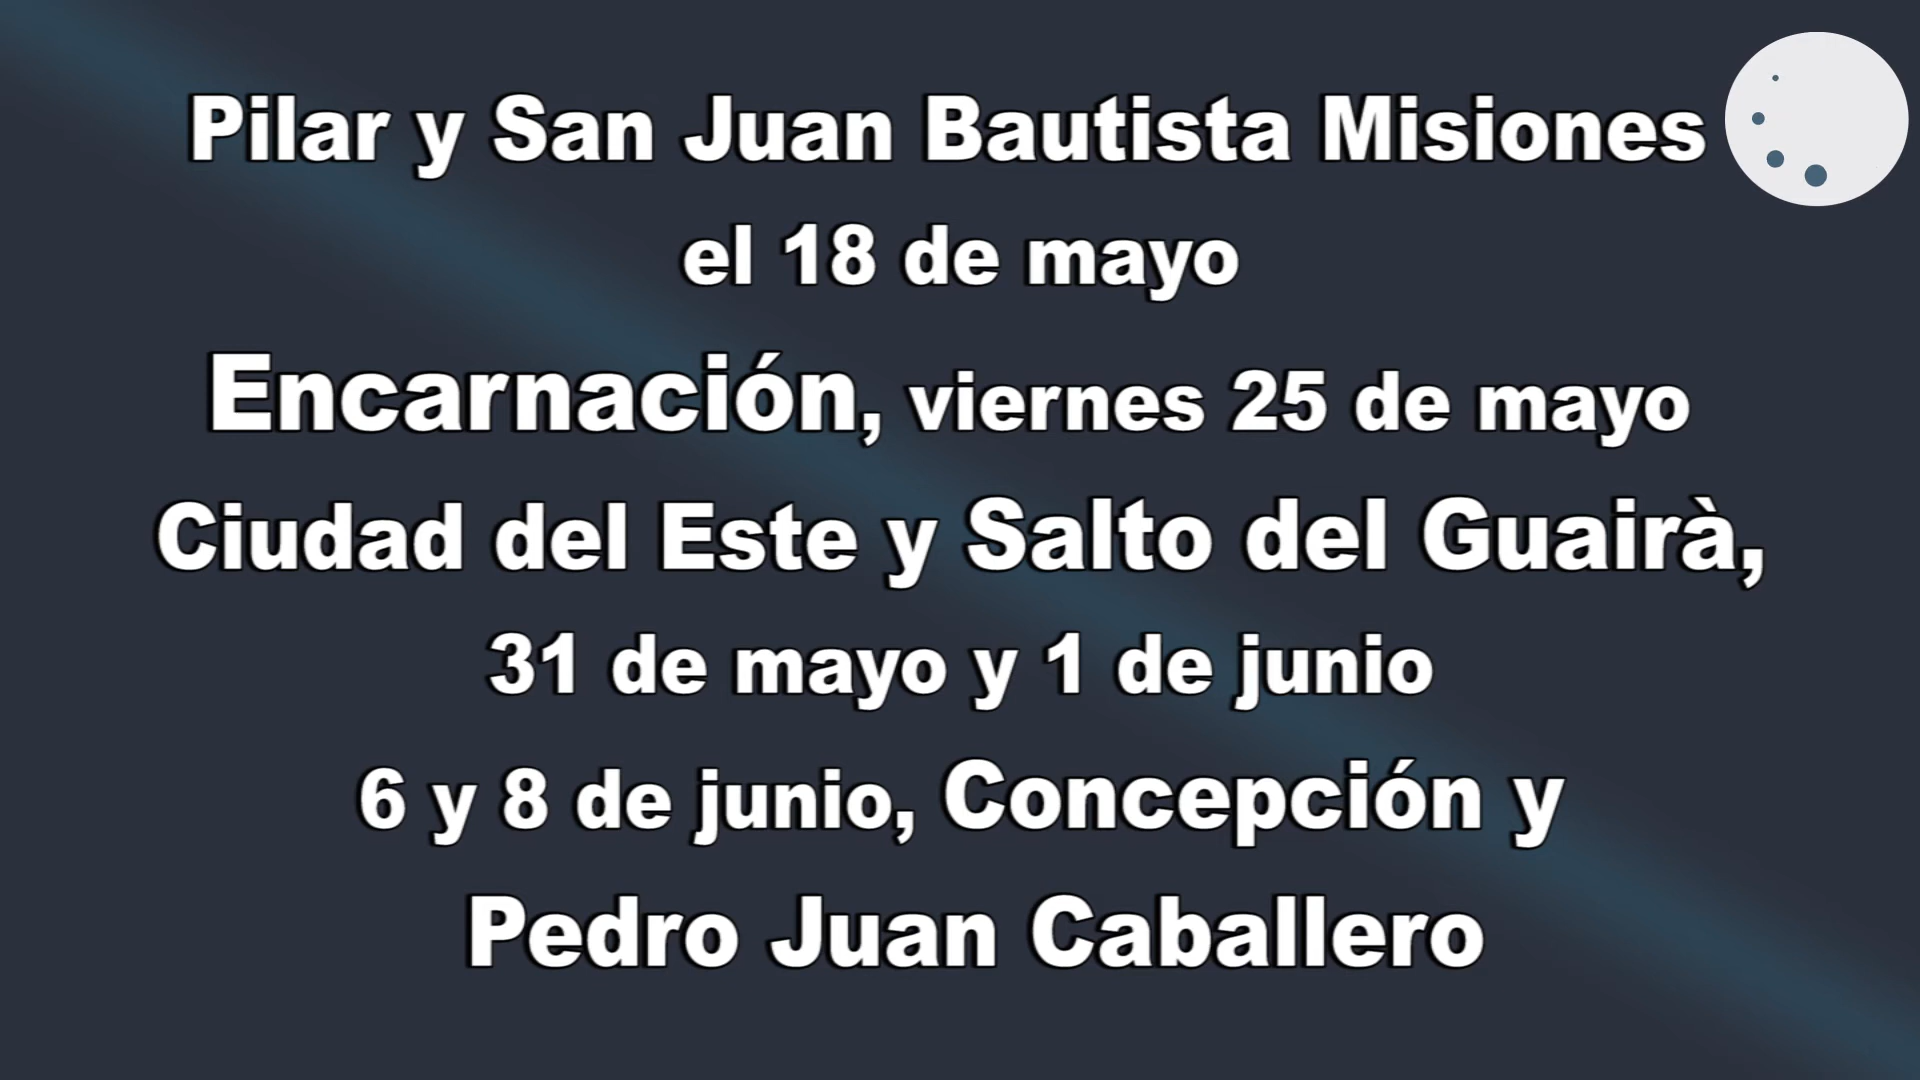 Pilar y San Juan Bautista Misiones
el 18 de mayo
Encarnación, viernes 25 de mayo
Ciudad del Este y Salto del Guairà,
31 de mayo y 1 de junio
6 y 8 de junio, Concepción y
Pedro Juan Caballero